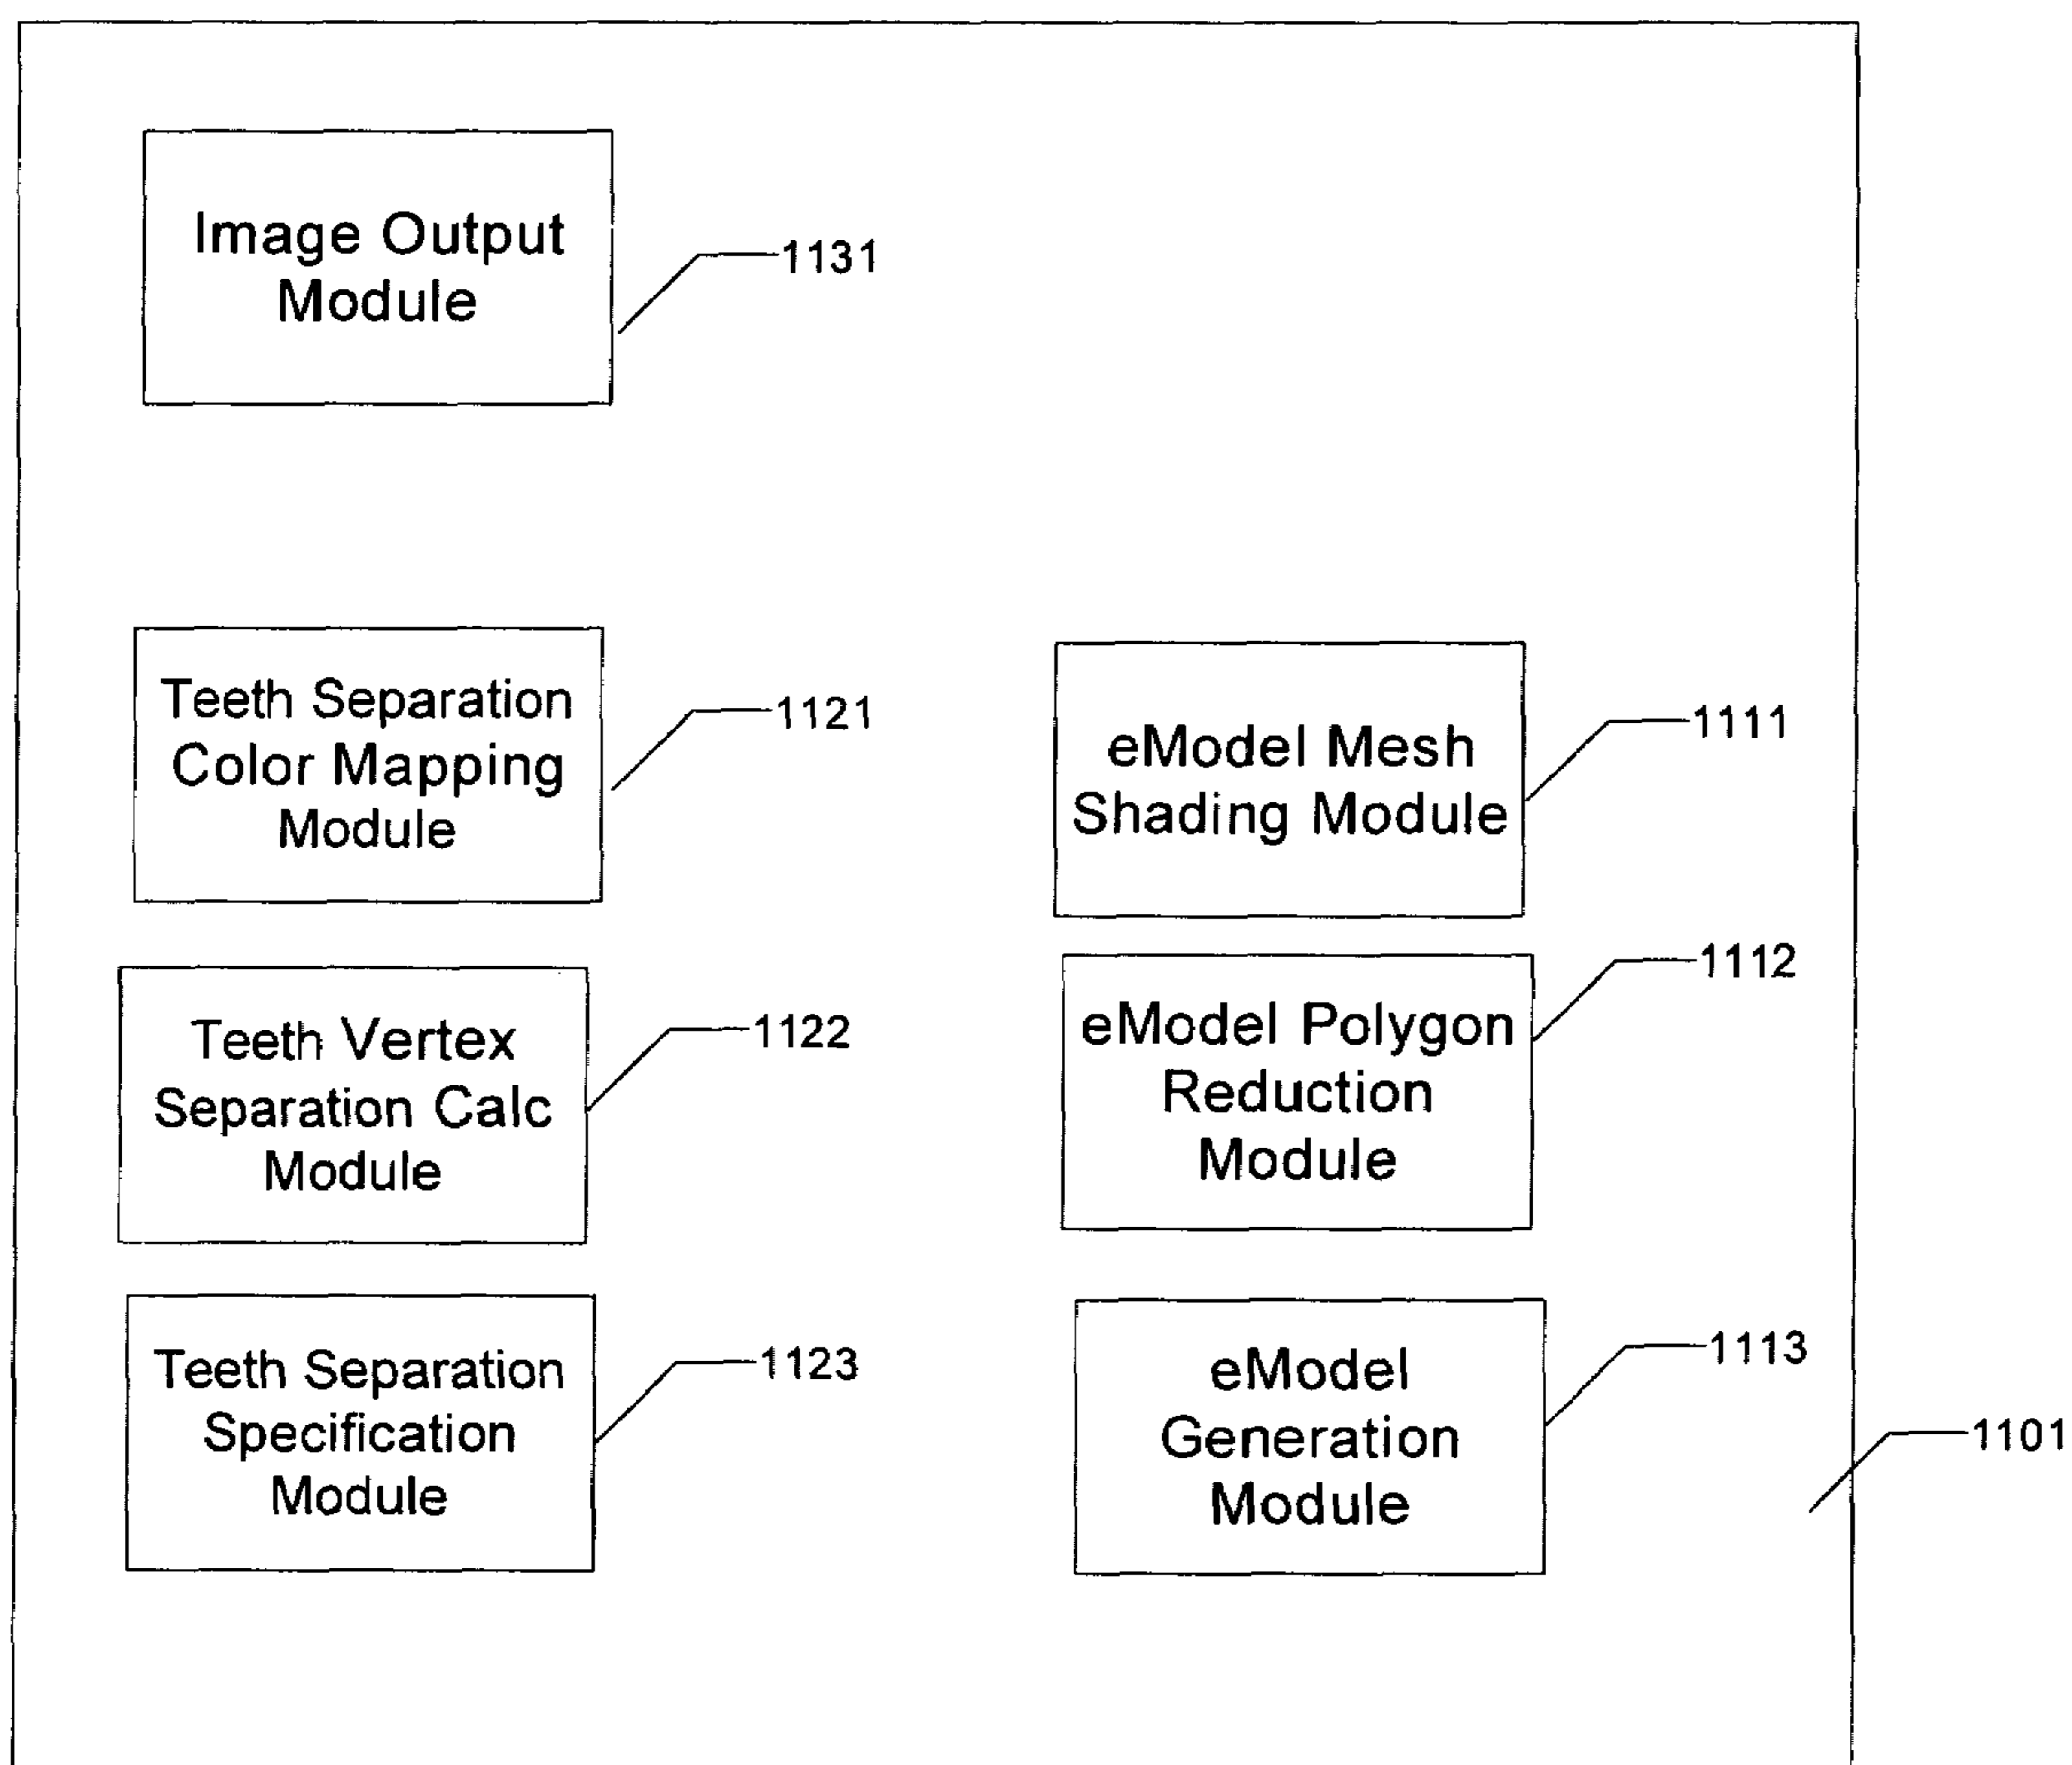 Image Output
Module
1131
Teeth Separation
Color Mapping
Module
1121
eModel Mesh
Shading Module
1111
Teeth Vertex
Separation Calc
Module
1122
eModel Polygon
Reduction
Module
1112
Teeth Separation
Specification
Module
1123
eModel
Generation
Module
1113
1101